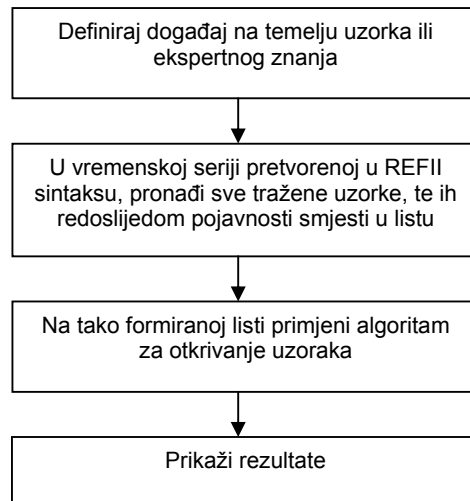 Definiraj događaj na temelju uzorka ili
ekspertnog znanja
U vremenskoj seriji pretvorenoj u REFII
sintaksu, pronađi sve tražene uzorke, te ih
redoslijedom pojavnosti smjesti u listu
Na tako formiranoj listi primjeni algoritam
za otkrivanje uzoraka
Prikaži rezultate